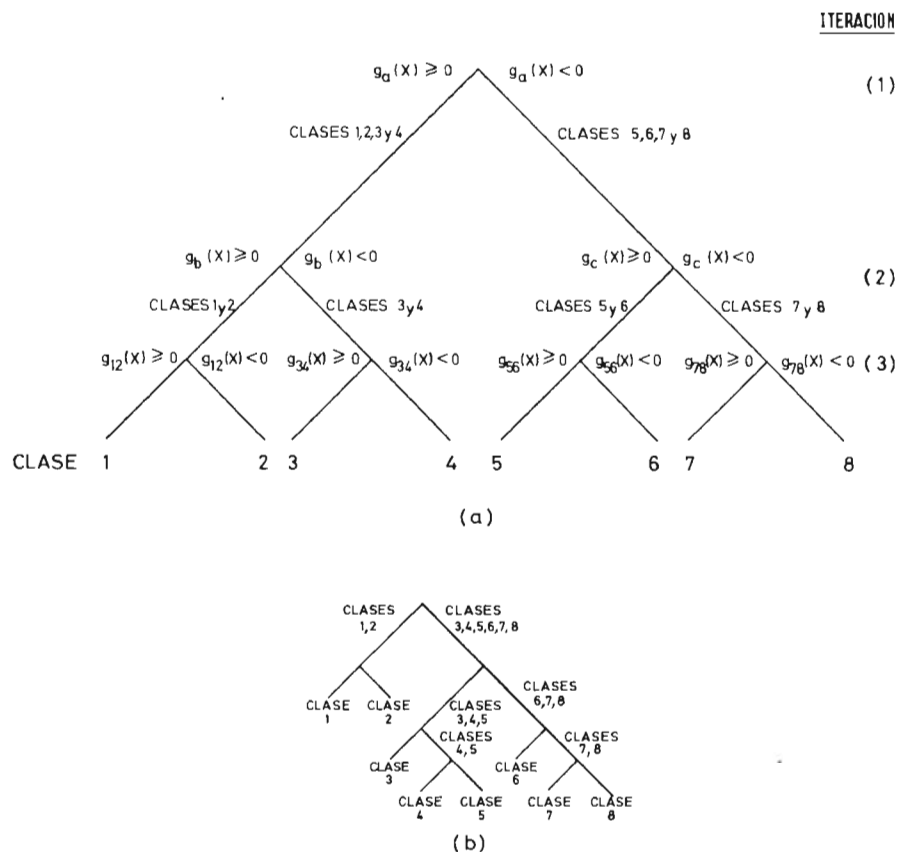 ITERACION
g_a(X) ⩾ 0 g_a(X) < 0 (1)
CLASES 1,2,3 y 4 CLASES 5,6,7 y 8
g_b (X) ⩾ 0 g_b (X) < 0 g_c (X) ⩾ 0 g_c (X) < 0 (2)
CLASES 1 y 2 CLASES 3 y 4 CLASES 5 y 6 CLASES 7 y 8
g_12(X) ⩾ 0 g_12(X) < 0 g_34(X) ⩾ 0 g_34(X) < 0 g_56(X) ⩾ 0 g_56(X) < 0 g_78(X) ⩾ 0 g_78(X) < 0 (3)
CLASE 1 2 3 4 5 6 7 8
(a)
CLASES CLASES
1,2 3,4,5,6,7,8
CLASES
6,7,8
CLASE CLASE CLASES
1 2 3,4,5
CLASES CLASES
4,5 7,8
CLASE CLASE
3 6
CLASE CLASE CLASE CLASE
4 5 7 8
(b)